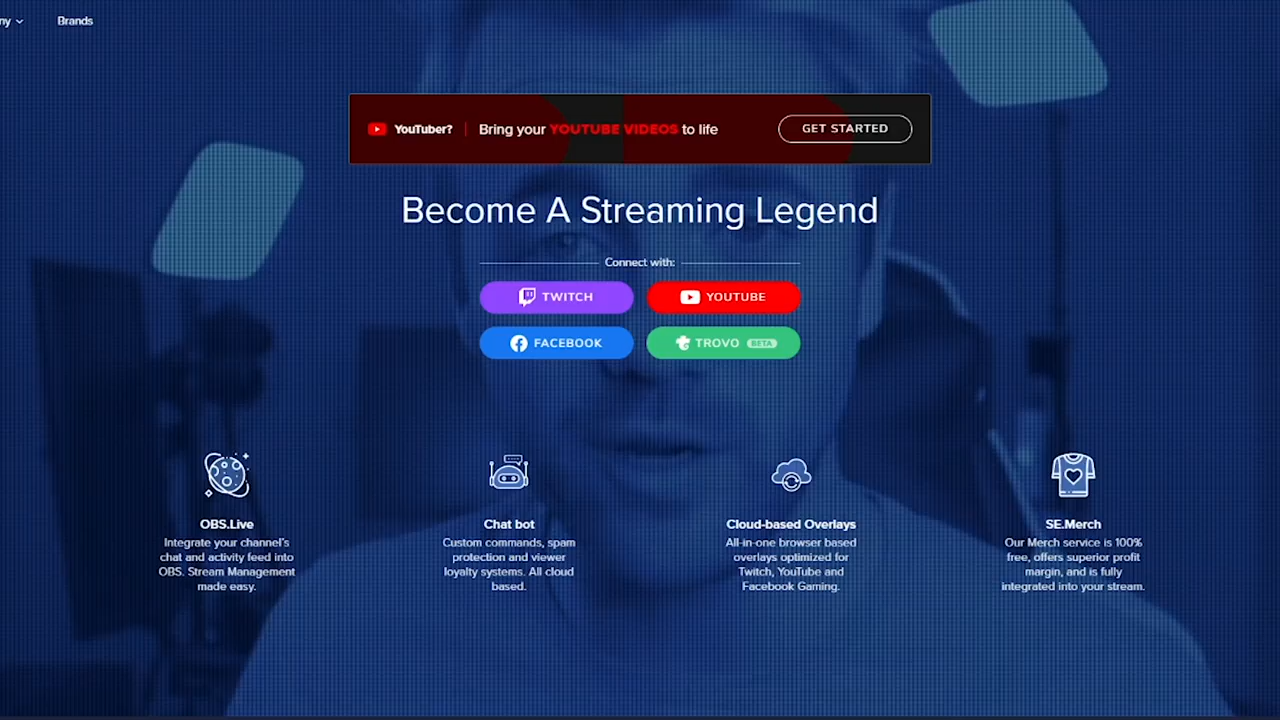 ny
Brands
YouTuber? | Bring your YOUTUBE VIDEOS to life
GET STARTED
Become A Streaming Legend
Connect with:
TWITCH
YOUTUBE
FACEBOOK
TROVO BETA
OBS.Live
Integrate your channel's
chat and activity feed into
OBS. Stream Management
made easy.
Chat bot
Custom commands, spam
protection and viewer
loyalty systems. All cloud
based.
Cloud-based Overlays
All-in-one browser based
overlays optimized for
Twitch, YouTube and
Facebook Gaming.
SE.Merch
Our Merch service is 100%
free, offers superior profit
margin, and is fully
integrated into your stream.